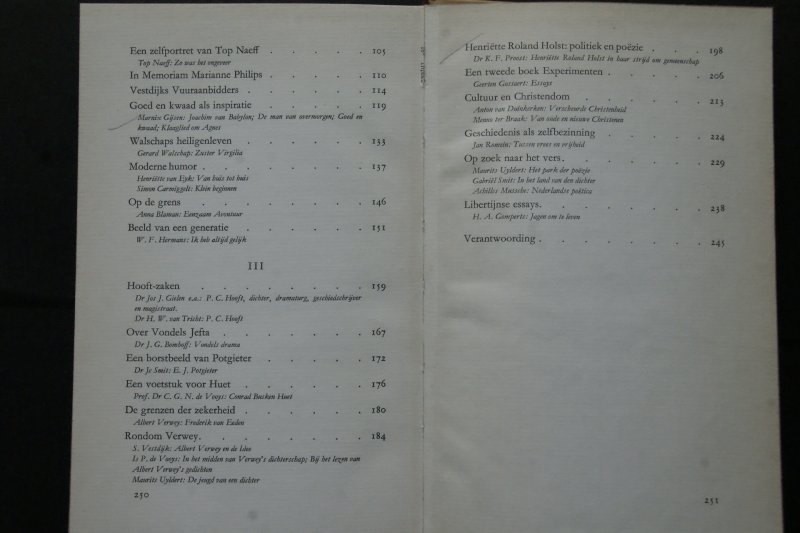 Een zelfportret van Top Naeff . . . . . 105
Top Naeff: Zo was het ongeveer
In Memoriam Marianne Philips . . . . . 110
Vestdijks Vuuraanbidders . . . . . 114
Goed en kwaad als inspiratie . . . . . 119
Marnix Gijsen: Joachim van Babylon; De man van overmorgen; Goed en
kwaad; Klaaglied om Agnes
Walschaps heiligenleven . . . . . 133
Gerard Walschap: Zuster Virgilia
Moderne humor . . . . . . 137
Henriëtte van Eyk: Van huis tot huis
Simon Carmiggelt: Klein beginnen
Op de grens . . . . . . 146
Anna Blaman: Eenzaam Avontuur
Beeld van een generatie . . . . . 151
W. F. Hermans: Ik heb altijd gelijk
III
Hooft-zaken . . . . . . 159
Dr Jos J. Gielen e.a.: P. C. Hooft, dichter, dramaturg, geschiedschrijver
en magistraat.
Dr H. W. van Tricht: P. C. Hooft
Over Vondels Jefta . . . . . . 167
Dr J. G. Bomhoff: Vondels drama
Een borstbeeld van Potgieter . . . . . 172
Dr Je Smit: E. J. Potgieter
Een voetstuk voor Huet . . . . . 176
Prof. Dr C. G. N. de Vooys: Conrad Busken Huet
De grenzen der zekerheid . . . . . 180
Albert Verwey: Frederik van Eeden
Rondom Verwey. . . . . . . 184
S. Vestdijk: Albert Verwey en de Idee
Is P. de Vooys: In het midden van Verwey's dichterschap; Bij het lezen van
Albert Verwey's gedichten
Maurits Uyldert: De jeugd van een dichter
250
Henriëtte Roland Holst: politiek en poëzie . . . 198
Dr K. F. Proost: Henriëtte Roland Holst in haar strijd om gemeenschap
Een tweede boek Experimenten . . . . . 206
Geerten Gossaert: Essays
Cultuur en Christendom . . . . . 213
Anton van Duinkerken: Verscheurde Christenheid
Menno ter Braak: Van oude en nieuwe Christenen
Geschiedenis als zelfbezinning . . . . . 224
Jan Romein: Tussen vrees en vrijheid
Op zoek naar het vers. . . . . . 229
Maurits Uyldert: Het park der poëzie
Gabriël Smit: In het land van den dichter
Achilles Mussche: Nederlandse poëtica
Libertijnse essays. . . . . . . 238
H. A. Gomperts: Jagen om te leven
Verantwoording . . . . . . . 245
251